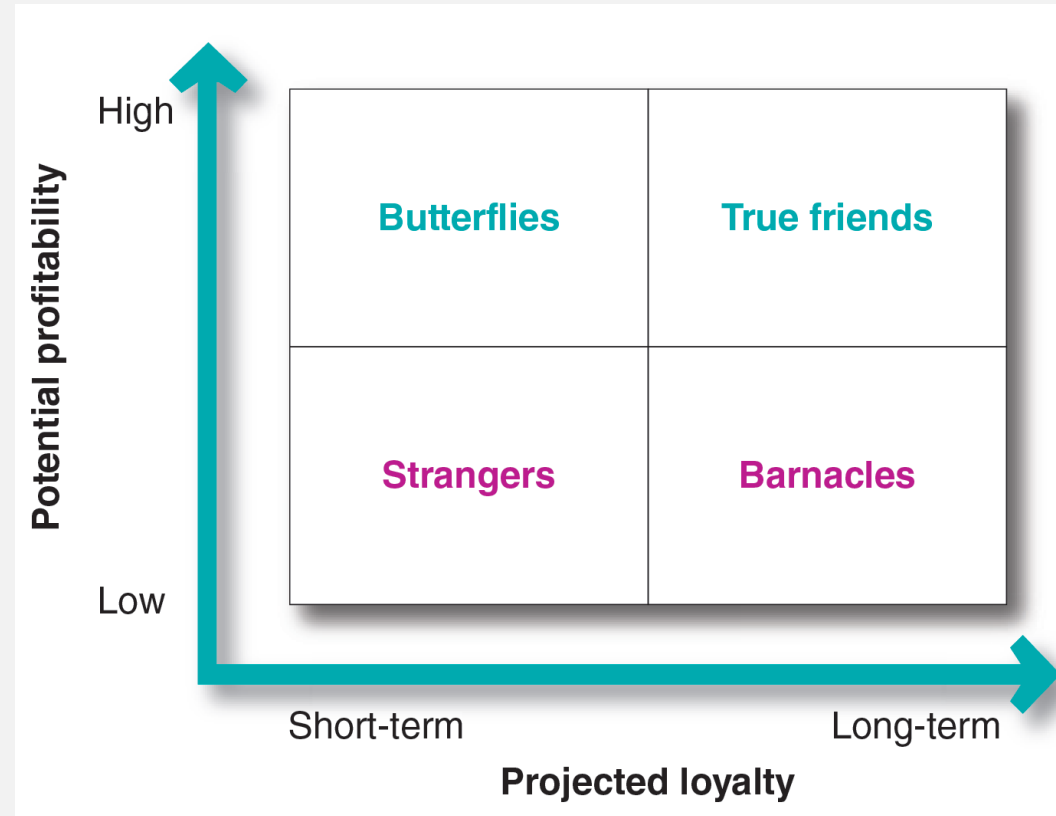 High
Potential profitability
Butterflies
True friends
Strangers
Barnacles
Low
Short-term
Long-term
Projected loyalty